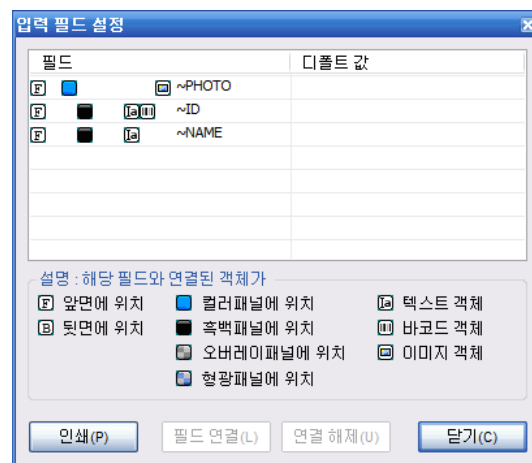 입력 필드 설정
필드 디폴트 값
F ~PHOTO
F Ia ~ID
F Ia ~NAME
설명 : 해당 필드와 연결된 객체가
F 앞면에 위치 컬러패널에 위치 Ia 텍스트 객체
B 뒷면에 위치 흑백패널에 위치 바코드 객체
오버레이패널에 위치 이미지 객체
형광패널에 위치
인쇄(P) 필드 연결(L) 연결 해제(U) 닫기(C)